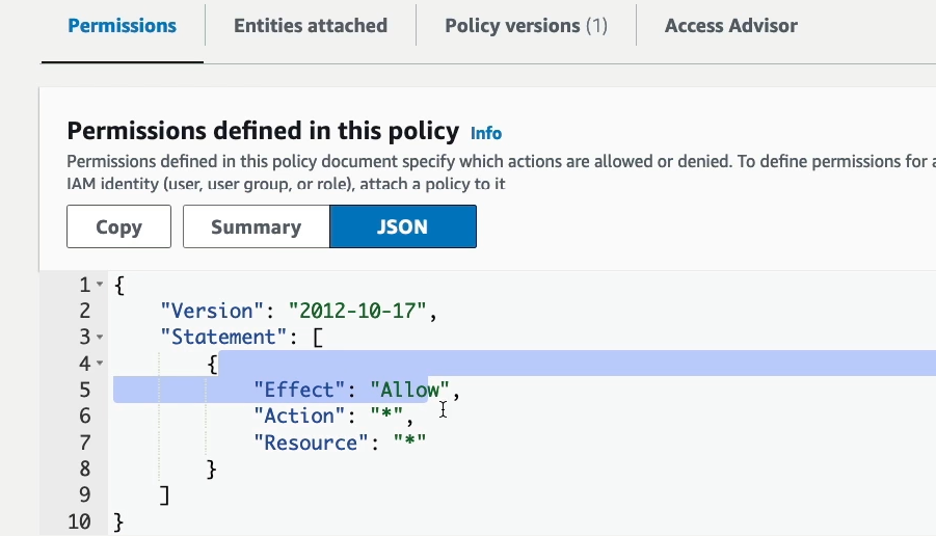 Permissions Entities attached Policy versions (1) Access Advisor
Permissions defined in this policy Info
Permissions defined in this policy document specify which actions are allowed or denied. To define permissions for
IAM identity (user, user group, or role), attach a policy to it
Copy Summary JSON
1 {
2 "Version": "2012-10-17",
3 "Statement": [
4 {
5 "Effect": "Allow",
6 "Action": "*",
7 "Resource": "*"
8 }
9 ]
10 }